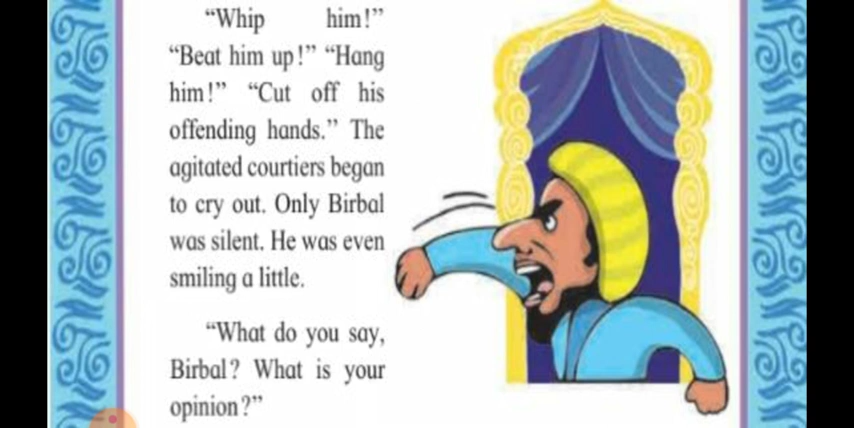 “Whip him!”
“Beat him up!” “Hang
him!” “Cut off his
offending hands.” The
agitated courtiers began
to cry out. Only Birbal
was silent. He was even
smiling a little.
“What do you say,
Birbal? What is your
opinion?”